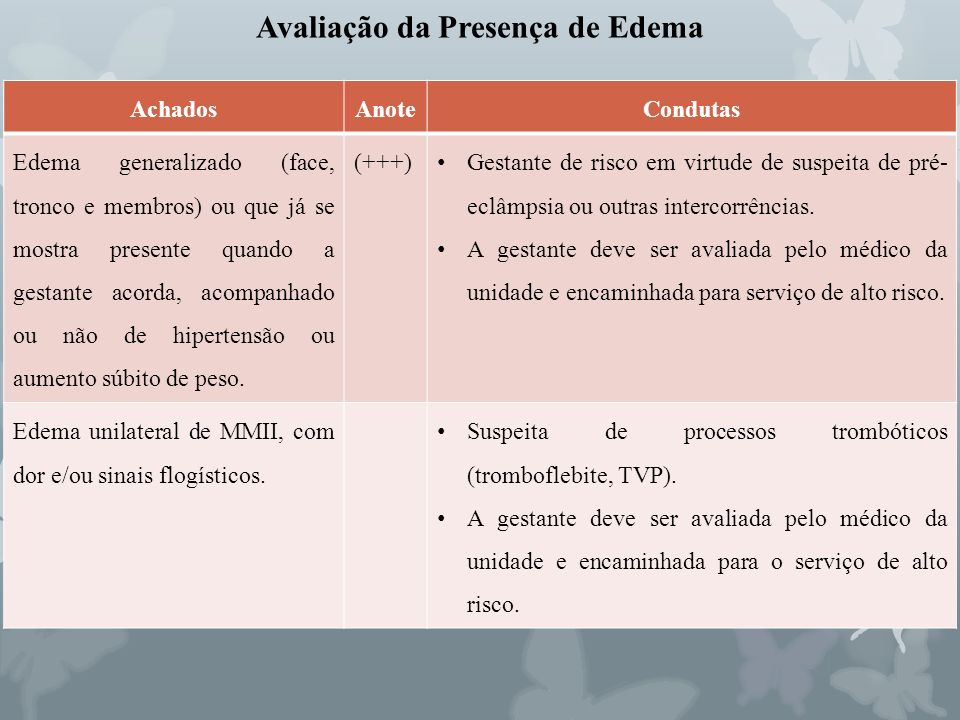 Avaliação da Presença de Edema
Achados
Anote
Condutas
Edema generalizado (face,
tronco e membros) ou que já se
mostra presente quando a
gestante acorda, acompanhado
ou não de hipertensão ou
aumento súbito de peso.
(+++)
• Gestante de risco em virtude de suspeita de pré-
eclâmpsia ou outras intercorrências.
• A gestante deve ser avaliada pelo médico da
unidade e encaminhada para serviço de alto risco.
Edema unilateral de MMII, com
dor e/ou sinais flogísticos.
• Suspeita de processos trombóticos
(tromboflebite, TVP).
• A gestante deve ser avaliada pelo médico da
unidade e encaminhada para o serviço de alto
risco.